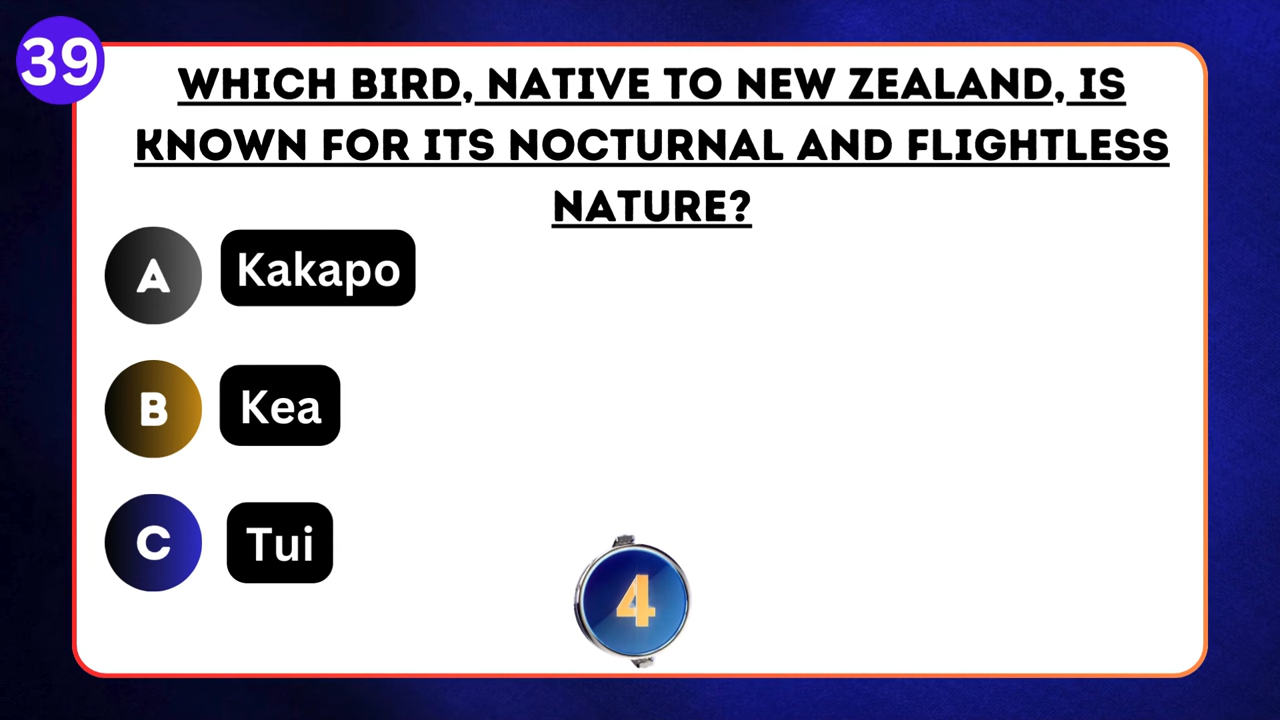 39
WHICH BIRD, NATIVE TO NEW ZEALAND, IS
KNOWN FOR ITS NOCTURNAL AND FLIGHTLESS
NATURE?
A Kakapo
B Kea
C Tui
4